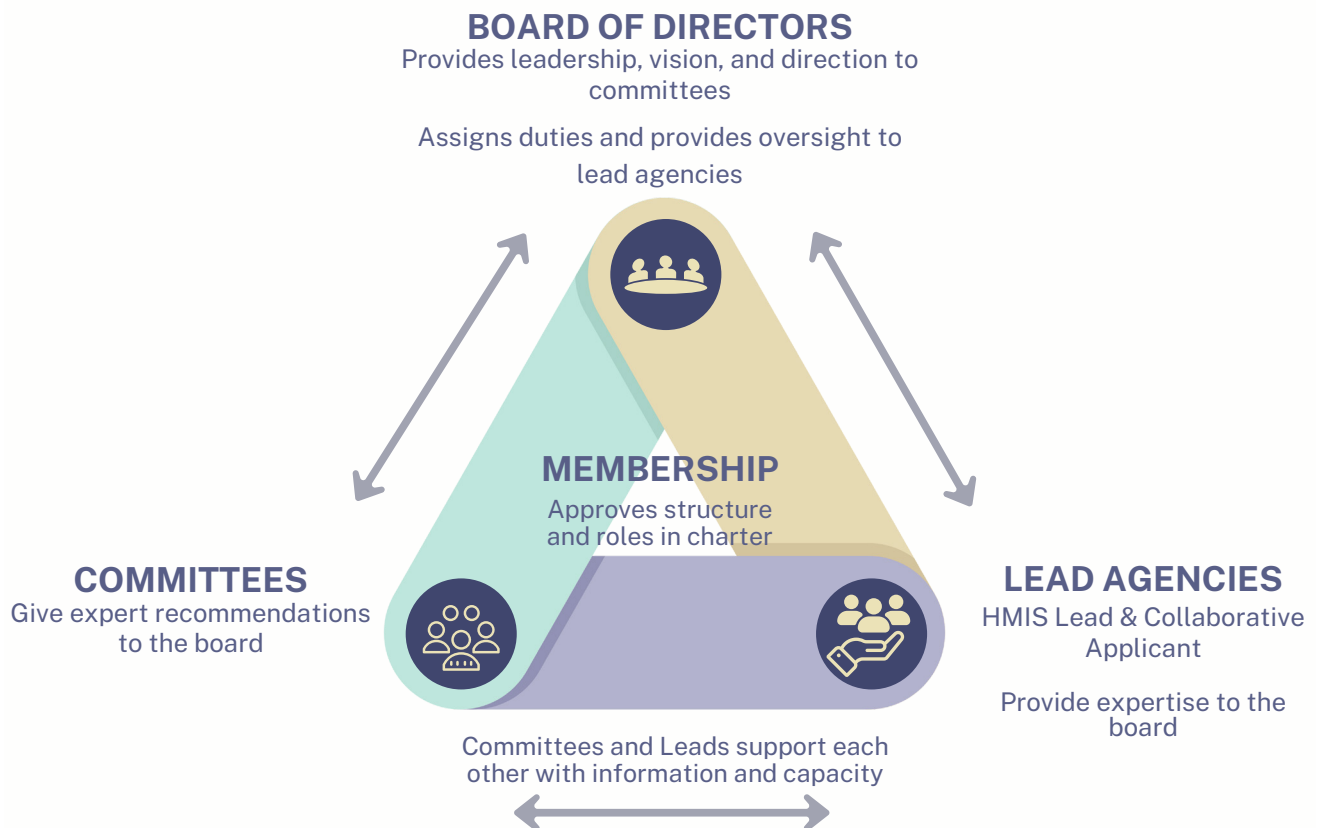 BOARD OF DIRECTORS
Provides leadership, vision, and direction to
committees
Assigns duties and provides oversight to
lead agencies
MEMBERSHIP
Approves structure
and roles in charter
COMMITTEES
Give expert recommendations
to the board
LEAD AGENCIES
HMIS Lead & Collaborative
Applicant
Provide expertise to the
board
Committees and Leads support each
other with information and capacity